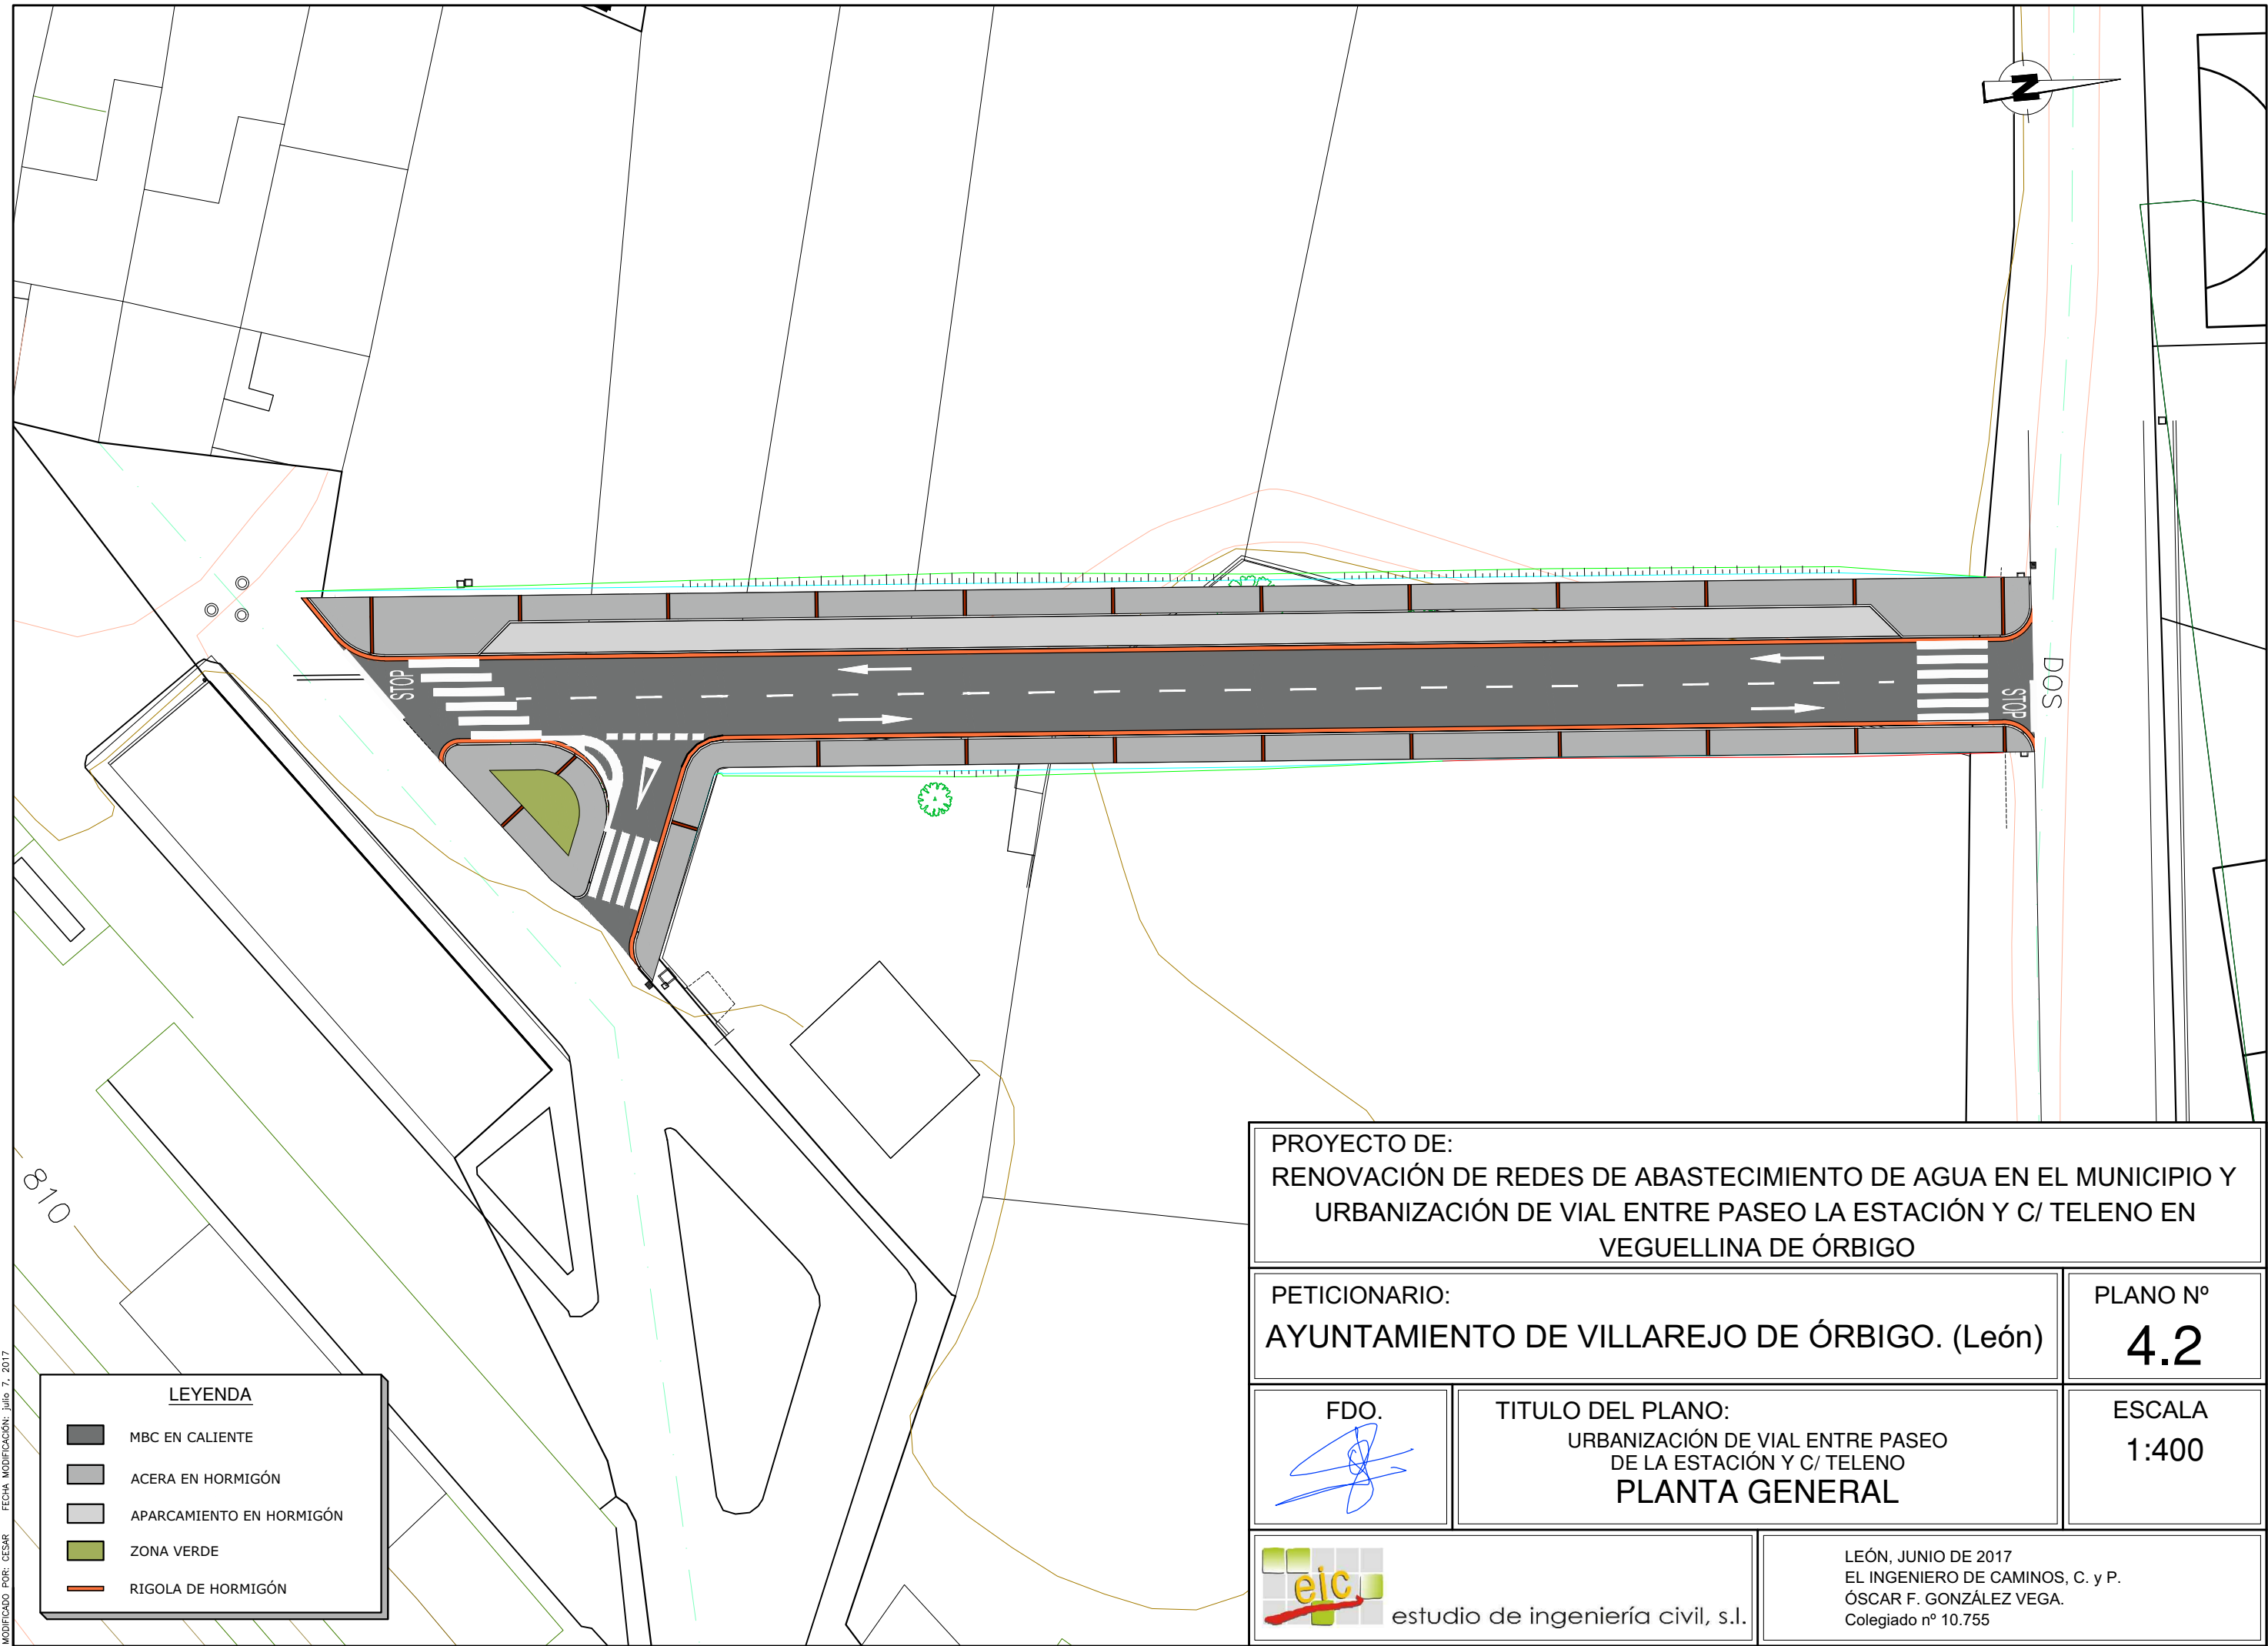 N
STOP
STOP
DOS
810
LEYENDA
MBC EN CALIENTE
ACERA EN HORMIGÓN
APARCAMIENTO EN HORMIGÓN
ZONA VERDE
RIGOLA DE HORMIGÓN
MODIFICADO POR: CESAR FECHA MODIFICACIÓN: julio 7, 2017
PROYECTO DE:
RENOVACIÓN DE REDES DE ABASTECIMIENTO DE AGUA EN EL MUNICIPIO Y
URBANIZACIÓN DE VIAL ENTRE PASEO LA ESTACIÓN Y C/ TELENO EN
VEGUELLINA DE ÓRBIGO
PETICIONARIO:
AYUNTAMIENTO DE VILLAREJO DE ÓRBIGO. (León)
PLANO Nº
4.2
FDO.
TITULO DEL PLANO:
URBANIZACIÓN DE VIAL ENTRE PASEO
DE LA ESTACIÓN Y C/ TELENO
PLANTA GENERAL
ESCALA
1:400
eic
estudio de ingeniería civil, s.l.
LEÓN, JUNIO DE 2017
EL INGENIERO DE CAMINOS, C. y P.
ÓSCAR F. GONZÁLEZ VEGA.
Colegiado nº 10.755